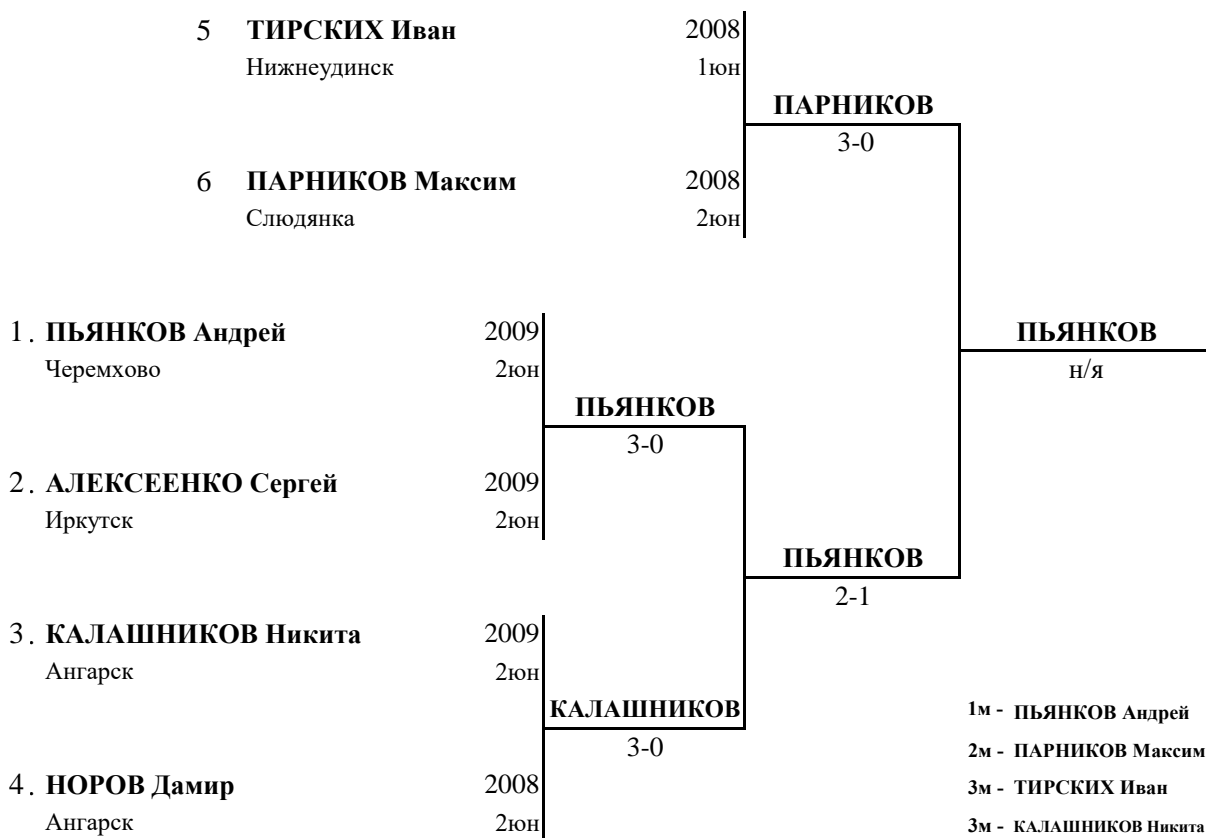 5 ТИРСКИХ Иван 2008
Нижнеудинск 1юн
ПАРНИКОВ
3-0
6 ПАРНИКОВ Максим 2008
Слюдянка 2юн
1. ПЬЯНКОВ Андрей 2009
Черемхово 2юн
ПЬЯНКОВ
н/я
ПЬЯНКОВ
3-0
2. АЛЕКСЕЕНКО Сергей 2009
Иркутск 2юн
ПЬЯНКОВ
2-1
3. КАЛАШНИКОВ Никита 2009
Ангарск 2юн
КАЛАШНИКОВ
3-0
4. НОРОВ Дамир 2008
Ангарск 2юн
1м - ПЬЯНКОВ Андрей
2м - ПАРНИКОВ Максим
3м - ТИРСКИХ Иван
3м - КАЛАШНИКОВ Никита